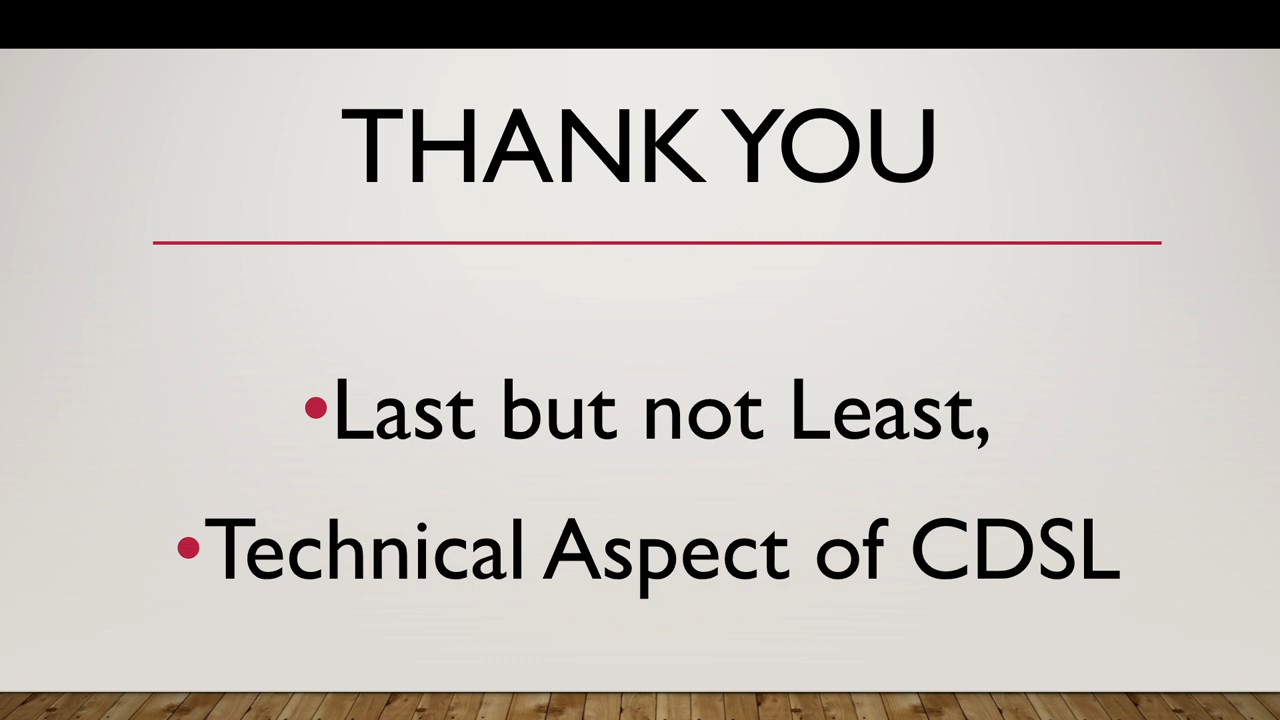 THANK YOU
•Last but not Least,
•Technical Aspect of CDSL